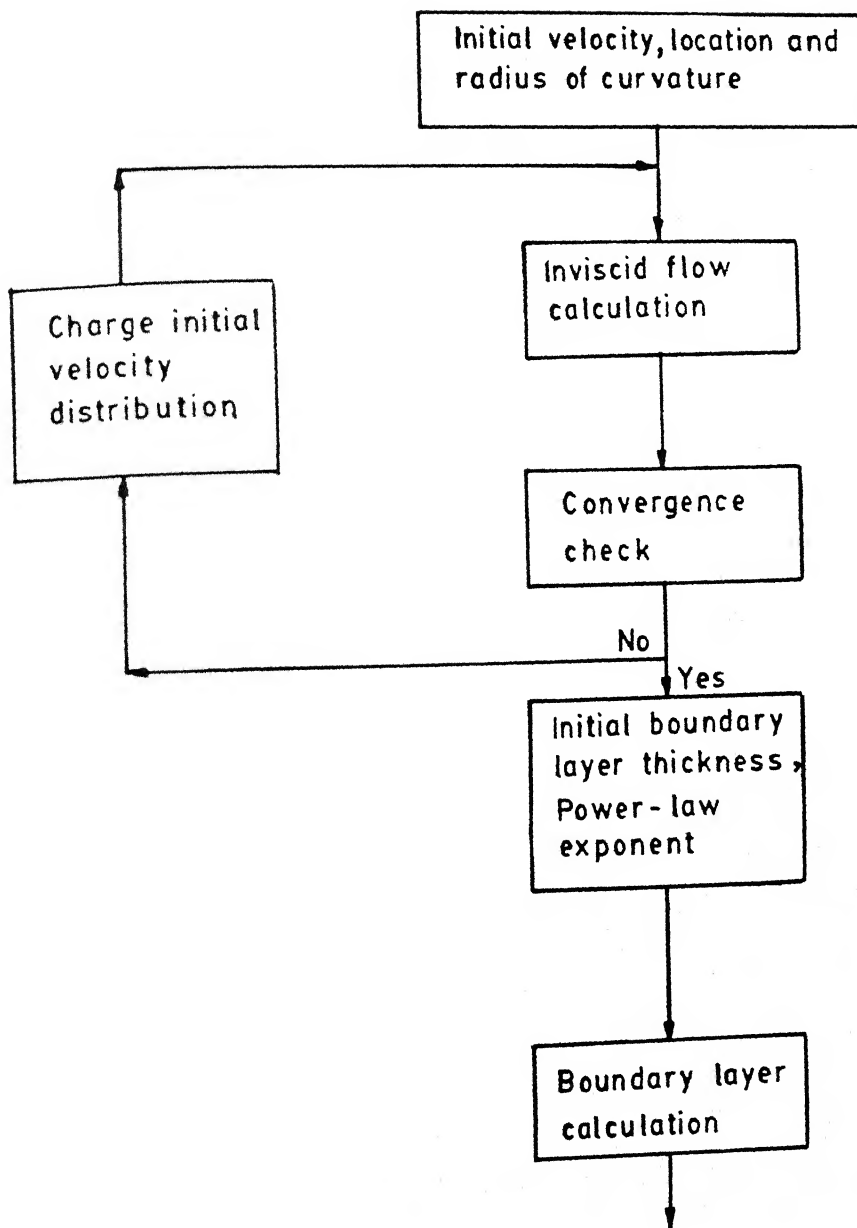 Initial velocity, location and
radius of curvature
Inviscid flow
calculation
Charge initial
velocity
distribution
Convergence
check
No
Yes
Initial boundary
layer thickness,
Power-law
exponent
Boundary layer
calculation